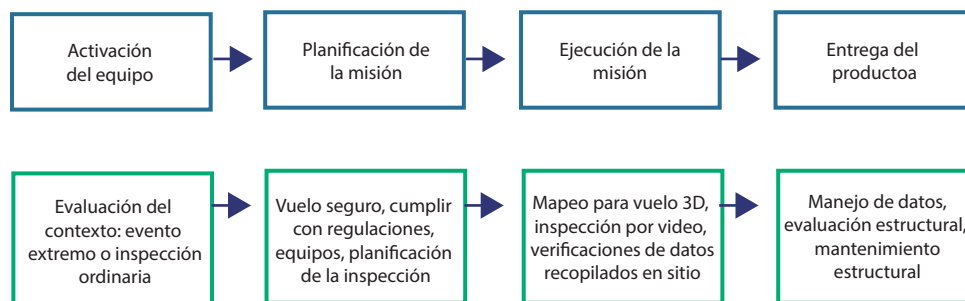 Activación
del equipo
Planificación de
la misión
Ejecución de la
misión
Entrega del
productoa
Evaluación del
contexto: evento
extremo o inspección
ordinaria
Vuelo seguro, cumplir
con regulaciones,
equipos, planificación
de la inspección
Mapeo para vuelo 3D,
inspección por video,
verificaciones de datos
recopilados en sitio
Manejo de datos,
evaluación estructural,
mantenimiento
estructural